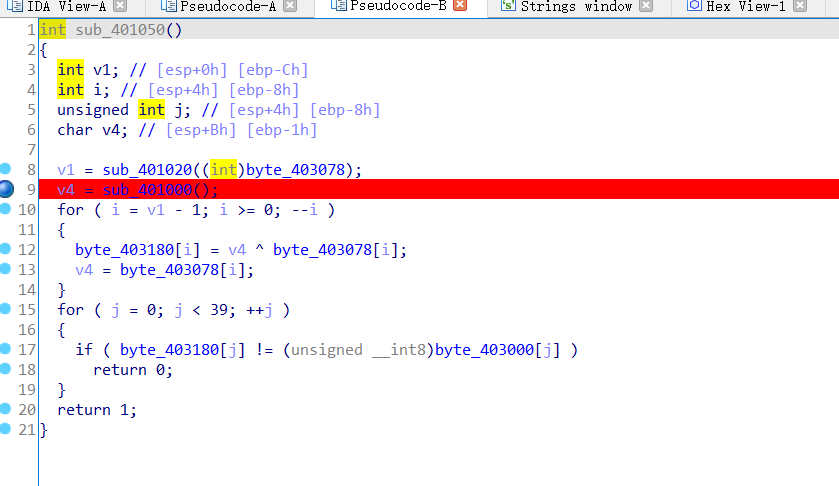 IDA View-A Pseudocode-A Pseudocode-B Strings window Hex View-1
1 int sub_401050()
2 {
3 int v1; // [esp+0h] [ebp-Ch]
4 int i; // [esp+4h] [ebp-8h]
5 unsigned int j; // [esp+4h] [ebp-8h]
6 char v4; // [esp+Bh] [ebp-1h]
7
8 v1 = sub_401020((int)byte_403078);
9 v4 = sub_401000();
10 for ( i = v1 - 1; i >= 0; --i )
11 {
12 byte_403180[i] = v4 ^ byte_403078[i];
13 v4 = byte_403078[i];
14 }
15 for ( j = 0; j < 39; ++j )
16 {
17 if ( byte_403180[j] != (unsigned __int8)byte_403000[j] )
18 return 0;
19 }
20 return 1;
21 }